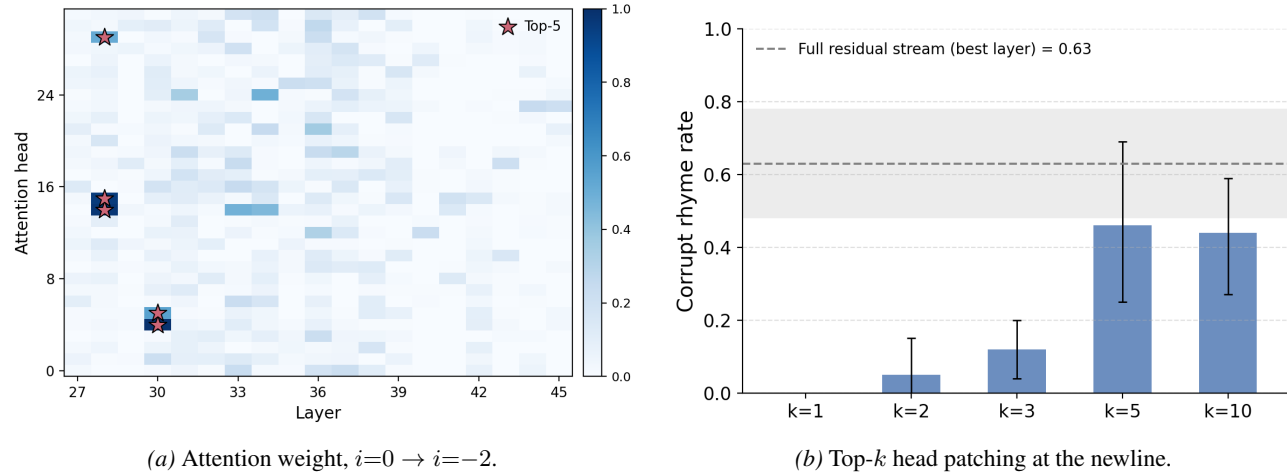 Top-5
1.0
0.8
0.6
0.4
0.2
0.0
24
16
8
0
Attention head
27
30
33
36
39
42
45
Layer
(a) Attention weight, i=0 → i=−2.
Full residual stream (best layer) = 0.63
1.0
0.8
0.6
0.4
0.2
0.0
Corrupt rhyme rate
k=1
k=2
k=3
k=5
k=10
(b) Top-k head patching at the newline.